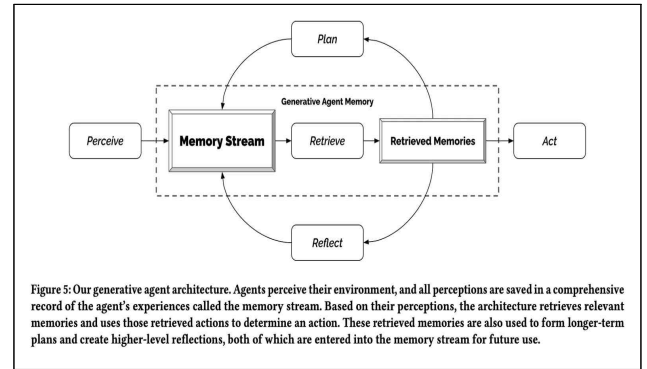 Plan
Generative Agent Memory
Perceive
Memory Stream
Retrieve
Retrieved Memories
Act
Reflect
Figure 5: Our generative agent architecture. Agents perceive their environment, and all perceptions are saved in a comprehensive
record of the agent's experiences called the memory stream. Based on their perceptions, the architecture retrieves relevant
memories and uses those retrieved actions to determine an action. These retrieved memories are also used to form longer-term
plans and create higher-level reflections, both of which are entered into the memory stream for future use.